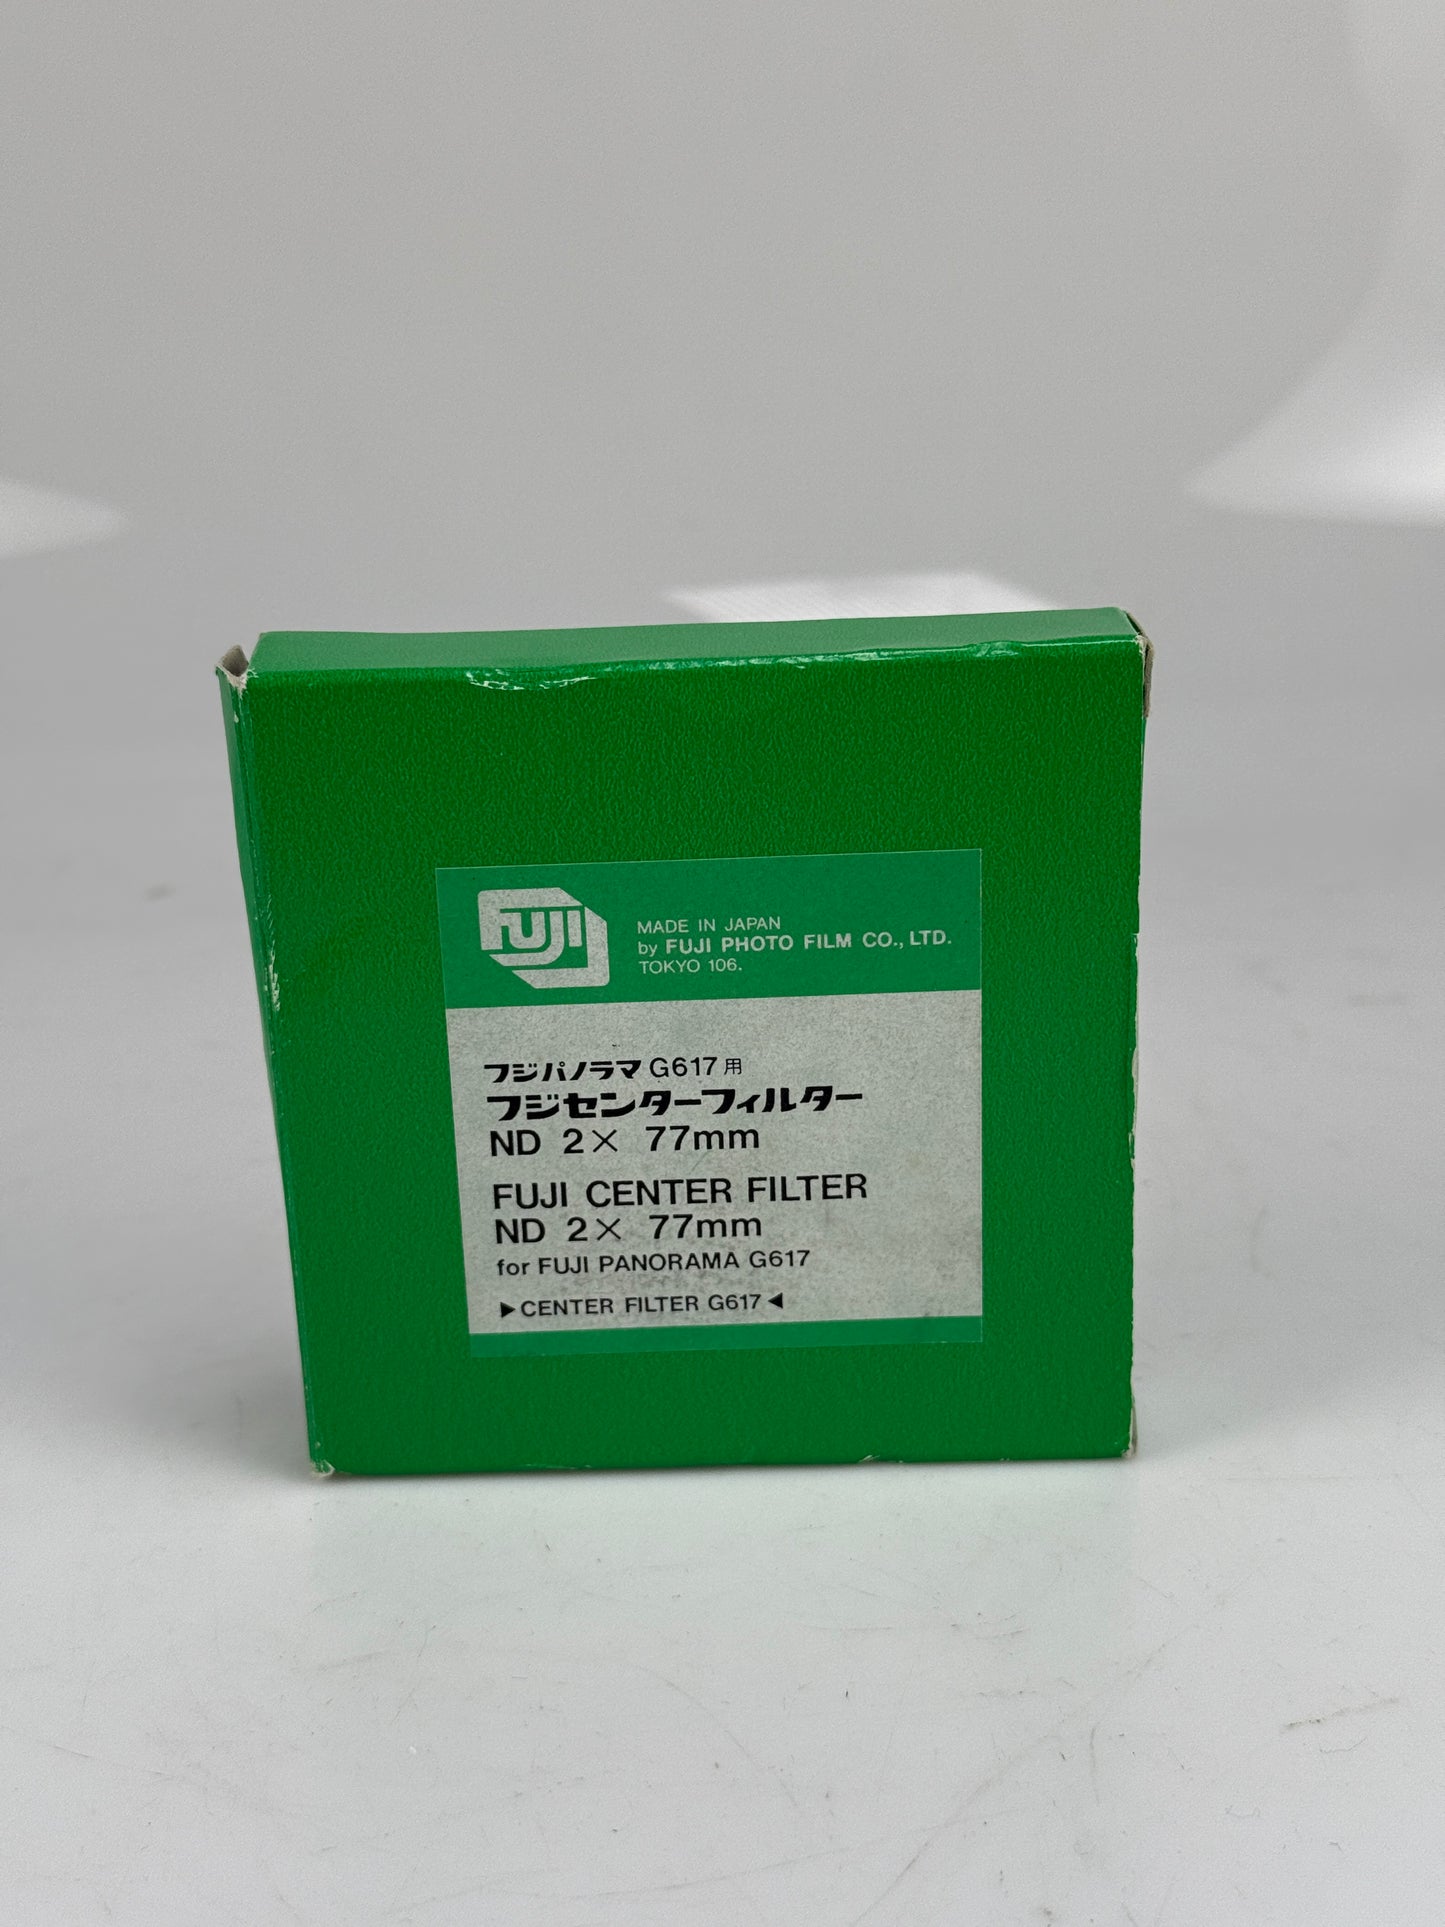 FUJI
MADE IN JAPAN
by FUJI PHOTO FILM CO., LTD.
TOKYO 106.
フジパノラマ G617 用
フジセンターフィルター
ND 2× 77mm
FUJI CENTER FILTER
ND 2× 77mm
for FUJI PANORAMA G617
▶CENTER FILTER G617◀